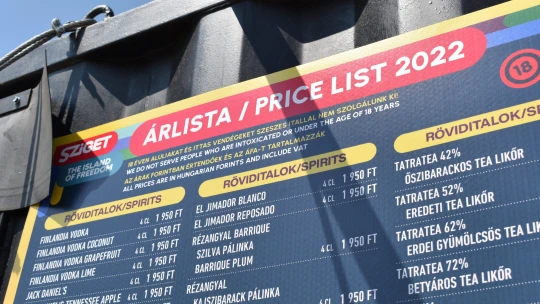 SZIGET
THE ISLAND
OF FREEDOM
ÁRLISTA / PRICE LIST 2022
18
18 ÉVEN ALULIAKAT ÉS ITTAS VENDÉGEKET SZESZES ITALLAL NEM SZOLGÁLUNK KI!
WE DO NOT SERVE PEOPLE WHO ARE INTOXICATED OR UNDER THE AGE OF 18 YEARS
AZ ÁRAK FORINTBAN ÉRTENDŐEK ÉS AZ ÁFA-T TARTALMAZZÁK
ALL PRICES ARE IN HUNGARIAN FORINTS AND INCLUDE VAT
RÖVIDITALOK/SPIRITS
FINLANDIA VODKA 4 CL 1 950 FT
FINLANDIA VODKA COCONUT 4 CL 1 950 FT
FINLANDIA VODKA GRAPEFRUIT 4 CL 1 950 FT
FINLANDIA VODKA LIME 4 CL 1 950 FT
JACK DANIEL'S 4 CL 1 950 FT
TENNESSEE APPLE 4 CL 1 950 FT
RÖVIDITALOK/SPIRITS
EL JIMADOR BLANCO 4 CL 1 950 FT
EL JIMADOR REPOSADO 4 CL 1 950 FT
RÉZANGYAL BARRIQUE
SZILVA PÁLINKA 4 CL 1 950 FT
BARRIQUE PLUM
RÉZANGYAL
KAJSZIBARACK PÁLINKA 4 CL 1 950 FT
RÖVIDITALOK/SPIRITS
TATRATEA 42%
ŐSZIBARACKOS TEA LIKŐR
TATRATEA 52%
EREDETI TEA LIKŐR
TATRATEA 62%
ERDEI GYÜMÖLCSÖS TEA LIKŐR
TATRATEA 72%
BETYÁROS TEA LIKŐR